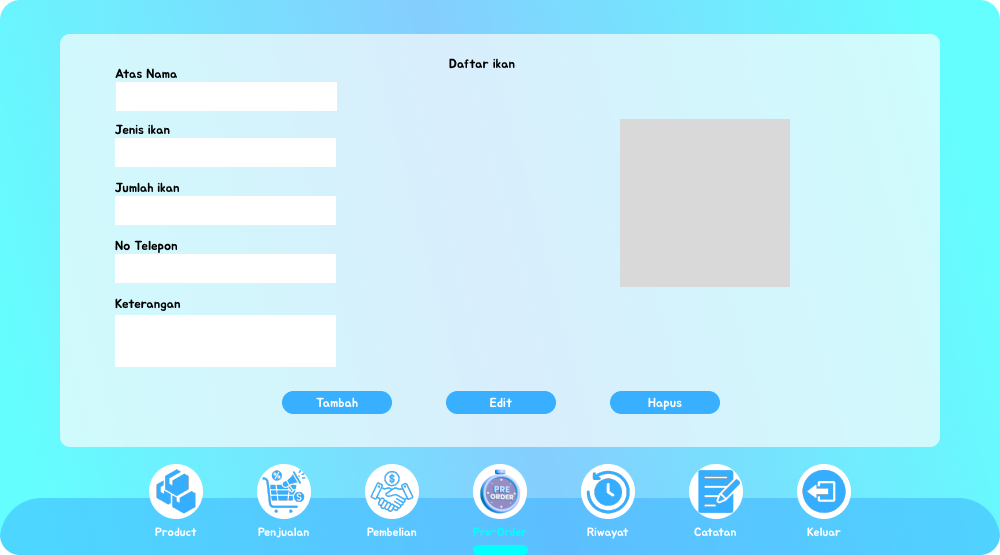 Daftar ikan
Atas Nama
Jenis ikan
Jumlah ikan
No Telepon
Keterangan
Tambah
Edit
Hapus
PRE
ORDER
Product
Penjualan
Pembelian
Pre-Order
Riwayat
Catatan
Keluar